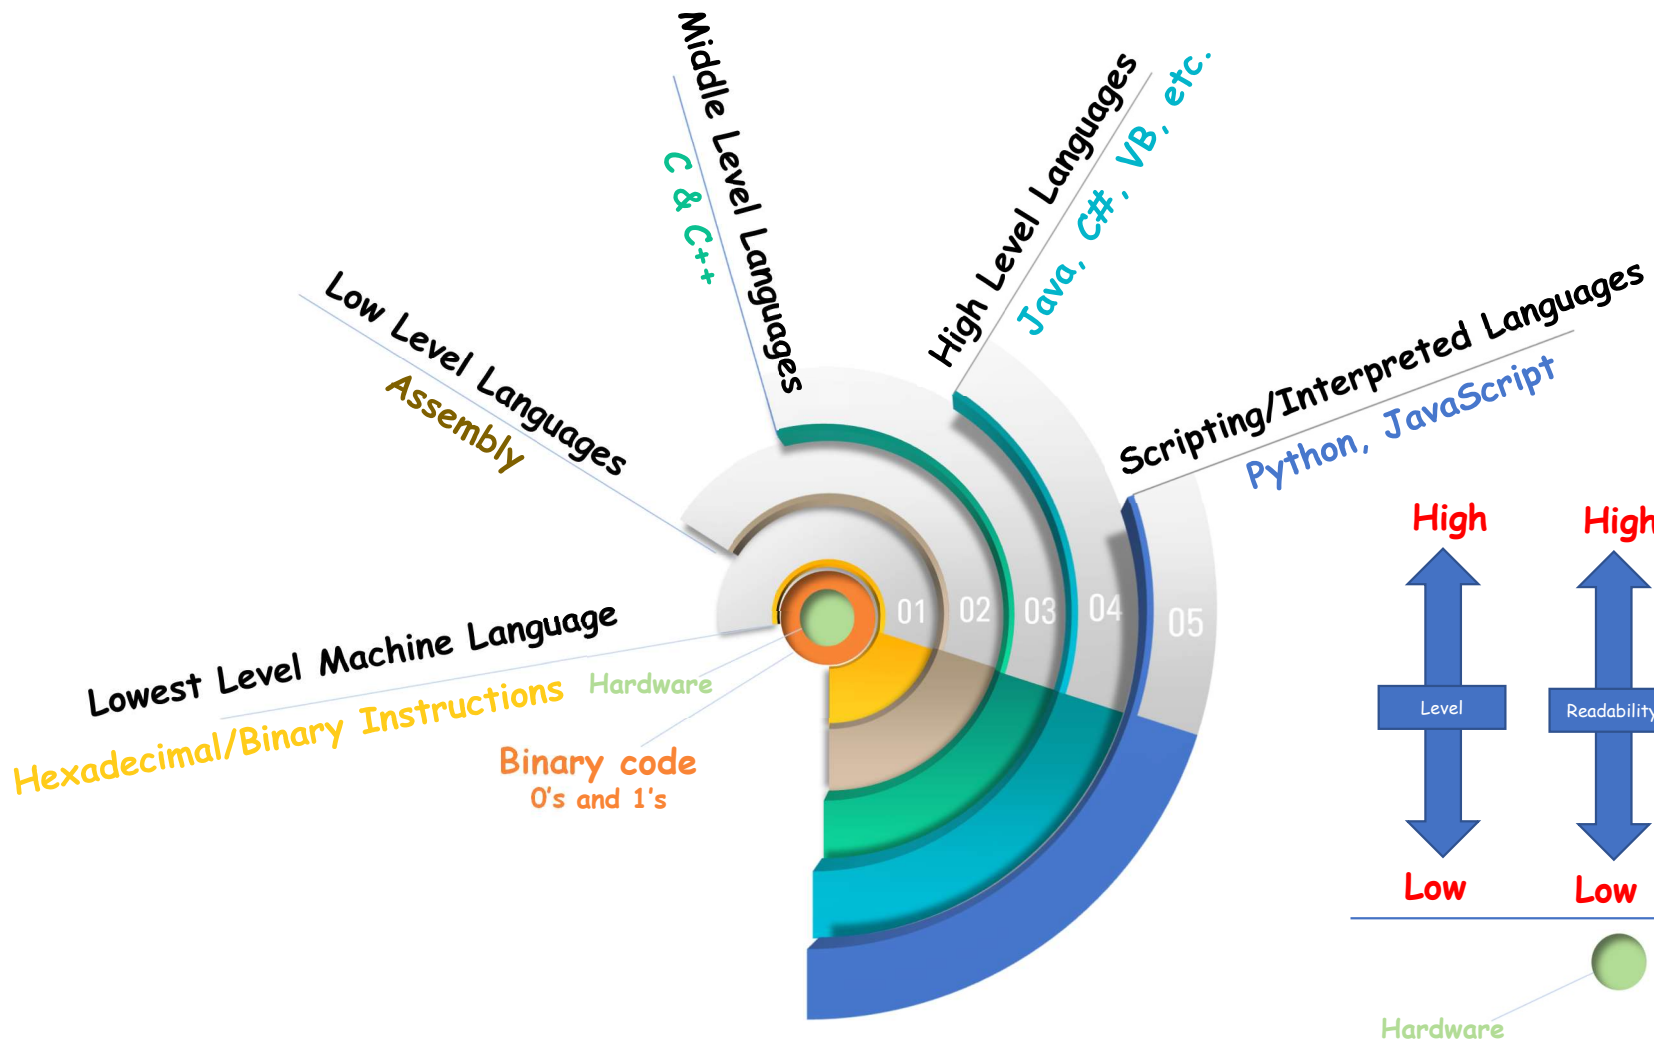 Middle Level Languages
C & C++
High Level Languages
Java, C#, VB, etc.
Low Level Languages
Assembly
Scripting/Interpreted Languages
Python, JavaScript
Lowest Level Machine Language
Hexadecimal/Binary Instructions
Hardware
Binary code
0's and 1's
01 02 03 04 05
High High
Level Readability
Low Low
Hardware